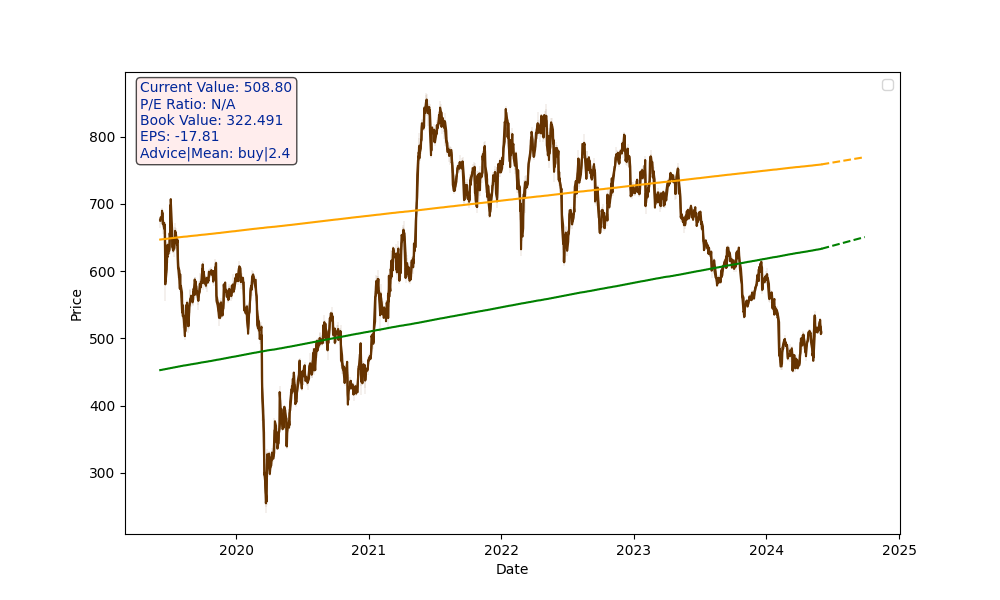 Current Value: 508.80
P/E Ratio: N/A
Book Value: 322.491
EPS: -17.81
Advice|Mean: buy|2.4
800
700
600
500
400
300
Price
2020 2021 2022 2023 2024 2025
Date